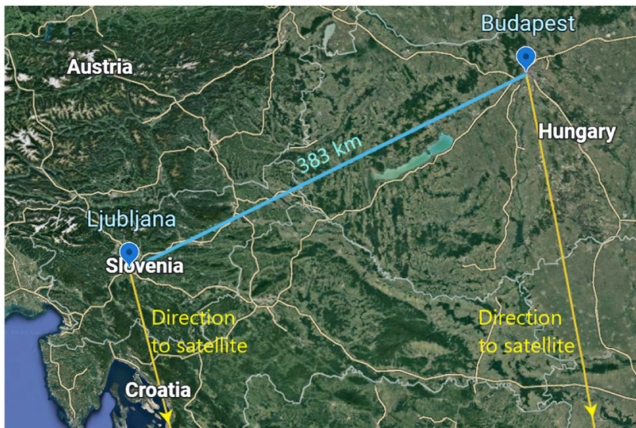 Budapest
Austria
Hungary
383 km
Ljubljana
Slovenia
Direction
to satellite
Direction
to satellite
Croatia